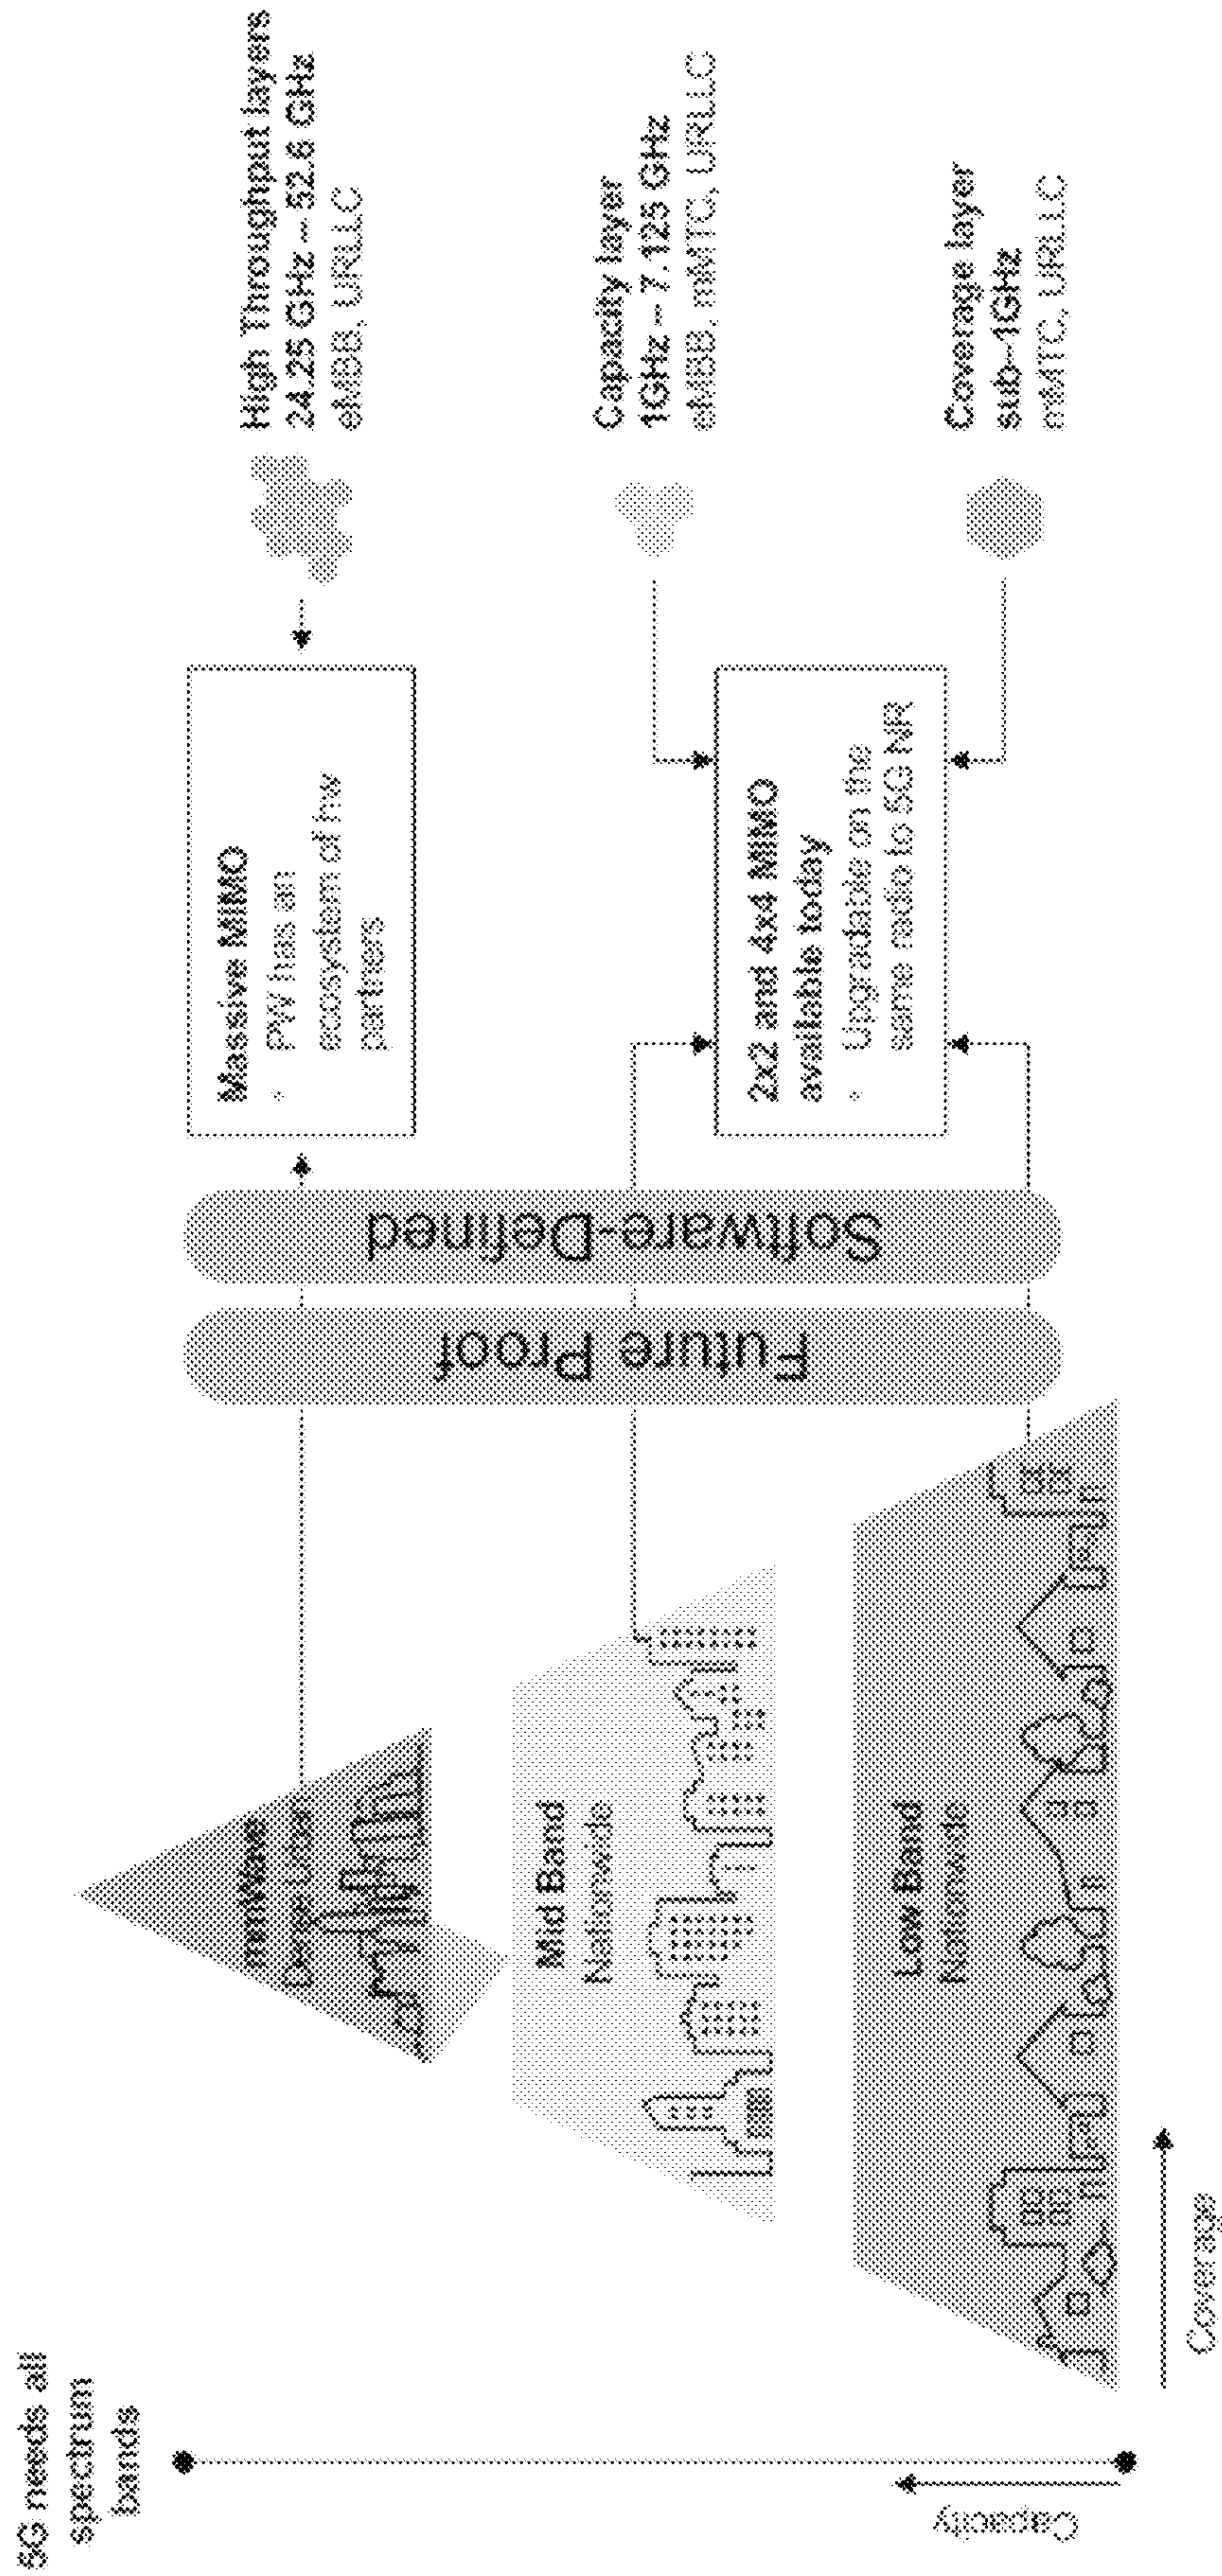 5G needs all
spectrum
bands
Capacity
Coverage
mmWave
Dense Urban
Mid Band
Nationwide
Low Band
Nationwide
Future Proof
Software-Defined
Massive MIMO
◦ PW has an
ecosystem of hw
partners
2x2 and 4x4 MIMO
available today
◦ Upgradable on the
same radio to 5G NR
High Throughput layers
24.25 GHz – 52.6 GHz
eMBB, URLLC
Capacity layer
1GHz – 7.125 GHz
eMBB, mMTC, URLLC
Coverage layer
sub-1GHz
mMTC, URLLC